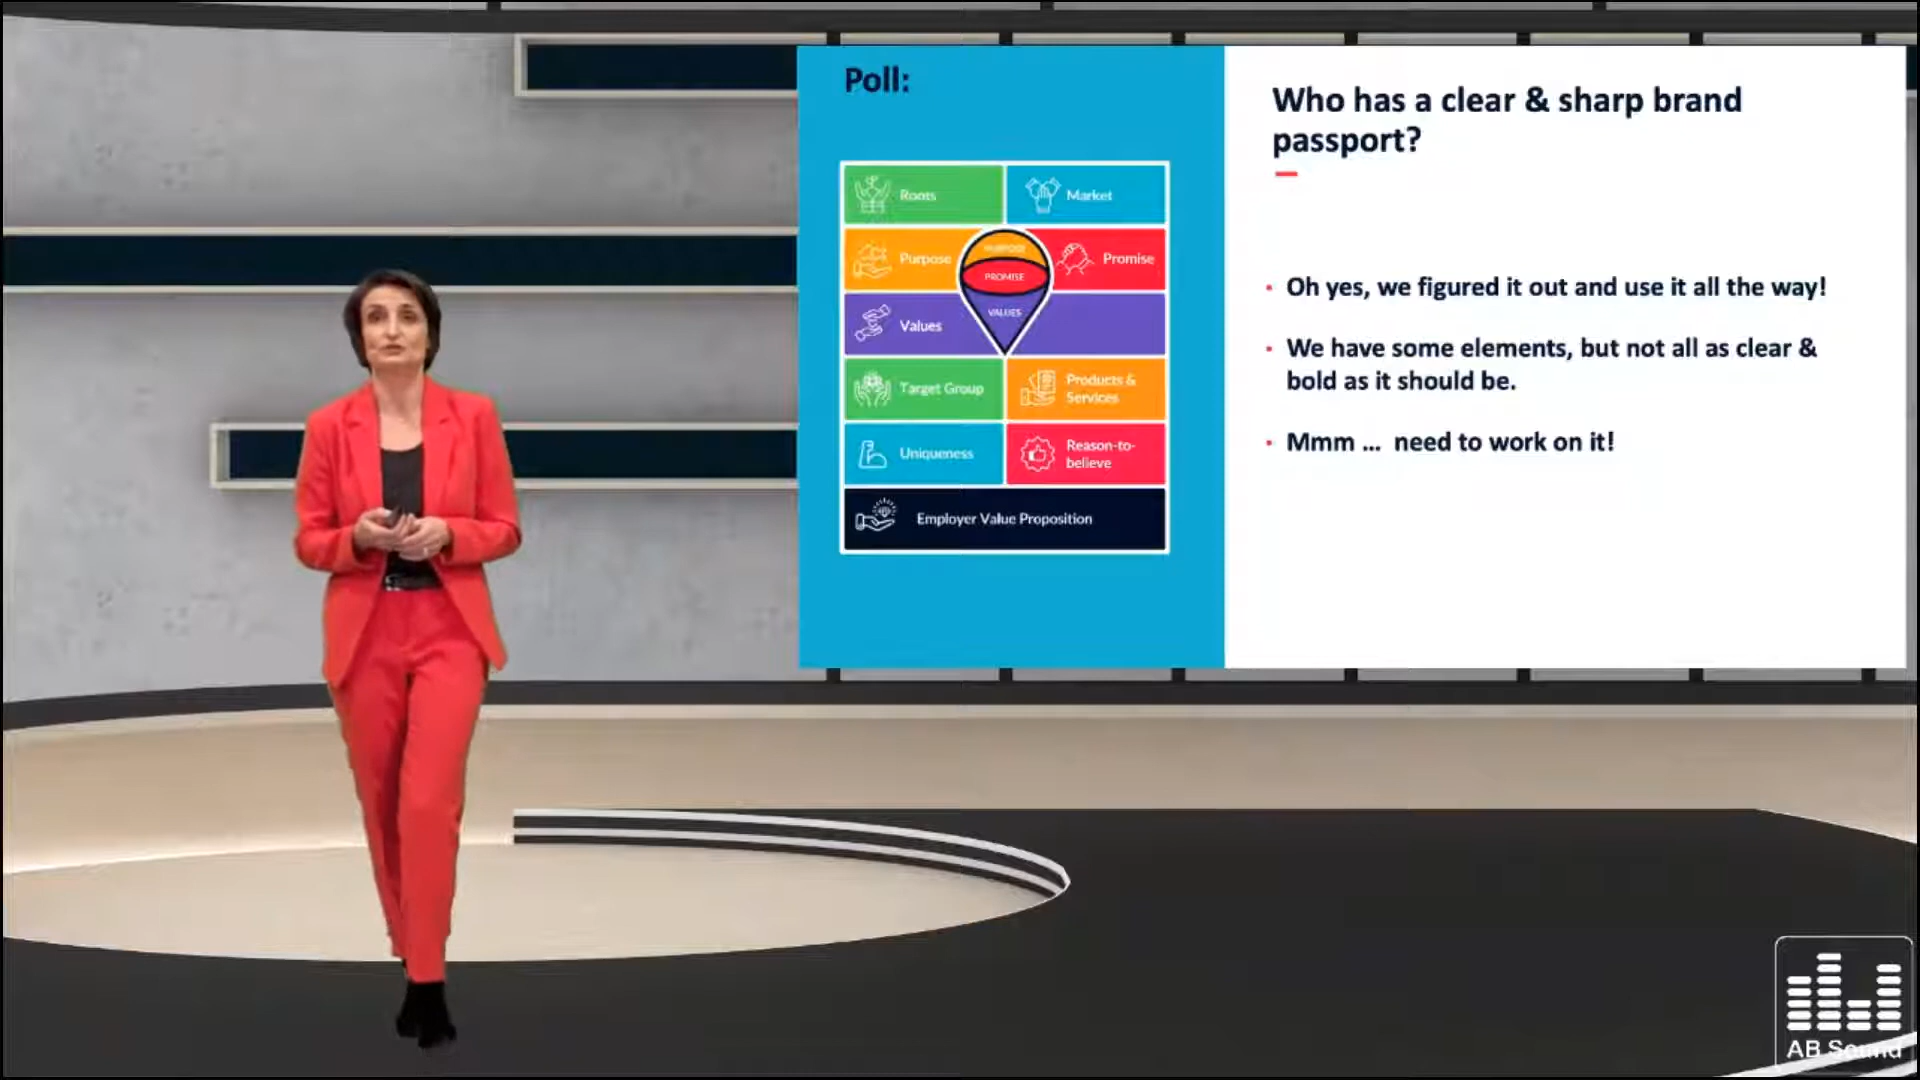 Poll:
Who has a clear & sharp brand
passport?
Roots
Market
Purpose
PURPOSE
Promise
PROMISE
Values
VALUES
Target Group
Products &
Services
Uniqueness
Reason-to-
believe
Employer Value Proposition
• Oh yes, we figured it out and use it all the way!
• We have some elements, but not all as clear &
bold as it should be.
• Mmm ... need to work on it!
AB Sound